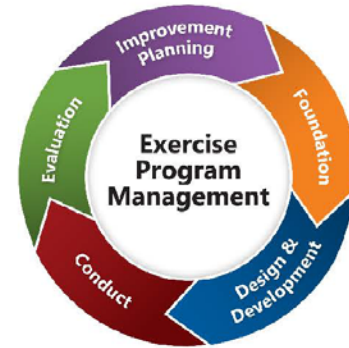 Exercise
Program
Management
Improvement
Planning
Foundation
Design &
Development
Conduct
Evaluation